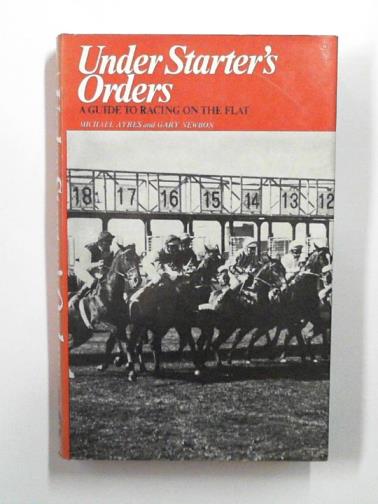 Under Starter's
Orders
A GUIDE TO RACING ON THE FLAT
MICHAEL AYRES and GARY NEWBON
18 17 16 15 14 13 12